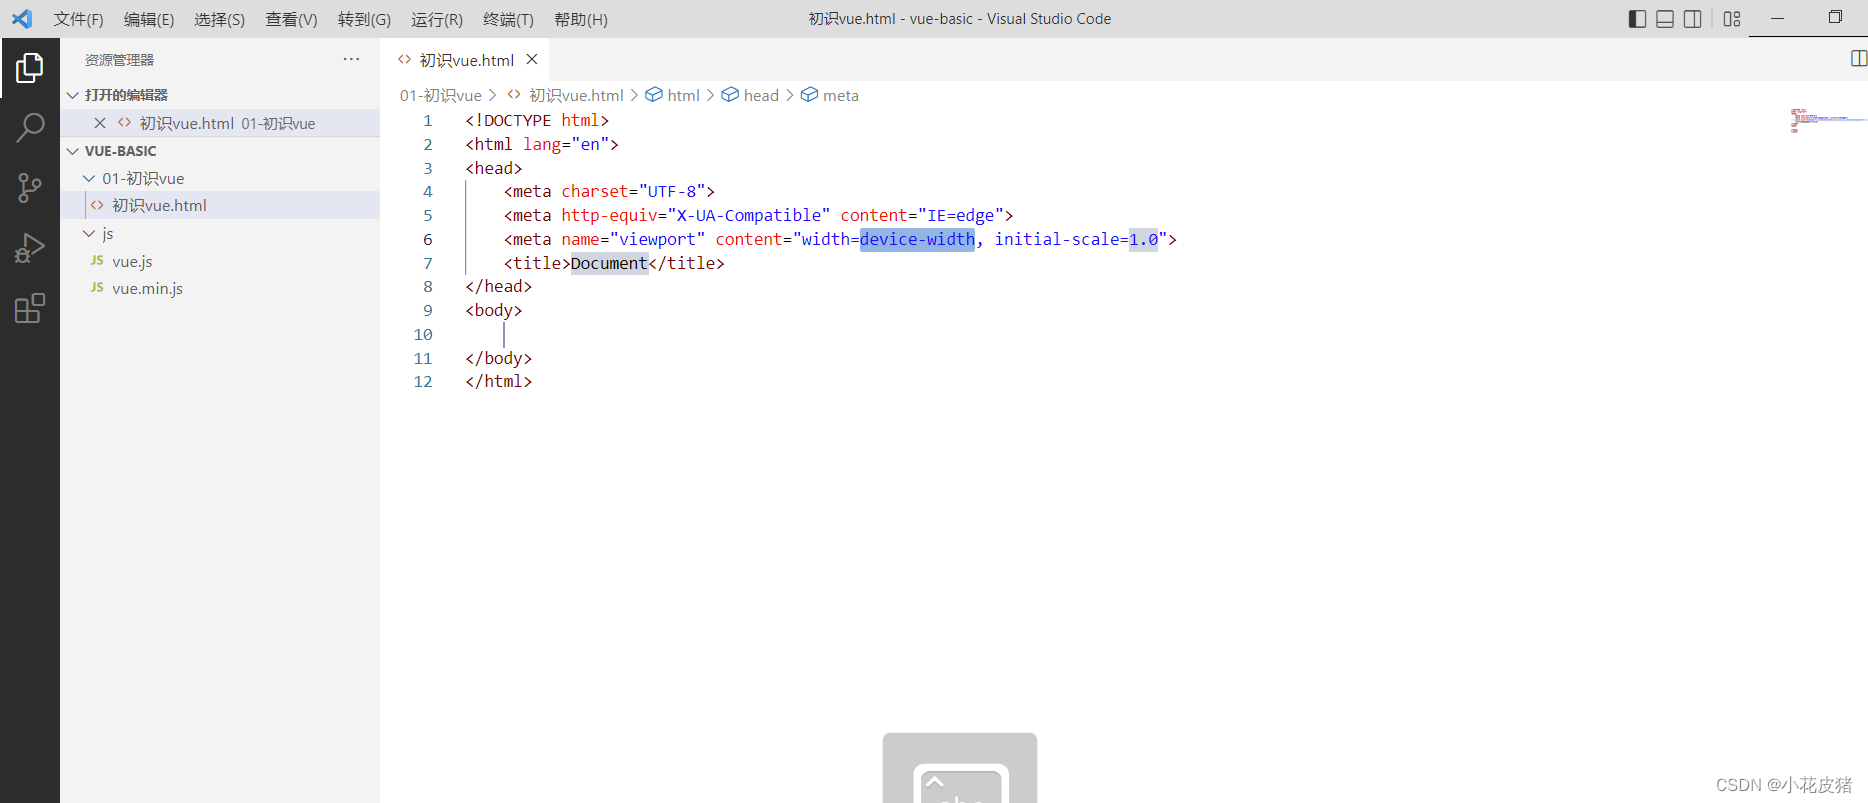 文件(F) 编辑(E) 选择(S) 查看(V) 转到(G) 运行(R) 终端(T) 帮助(H) 初识vue.html - vue-basic - Visual Studio Code
资源管理器
打开的编辑器
初识vue.html 01-初识vue
VUE-BASIC
01-初识vue
初识vue.html
js
JS vue.js
JS vue.min.js
初识vue.html
01-初识vue > 初识vue.html > html > head > meta
1 <!DOCTYPE html>
2 <html lang="en">
3 <head>
4 <meta charset="UTF-8">
5 <meta http-equiv="X-UA-Compatible" content="IE=edge">
6 <meta name="viewport" content="width=device-width, initial-scale=1.0">
7 <title>Document</title>
8 </head>
9 <body>
10
11 </body>
12 </html>
CSDN @小花皮猪